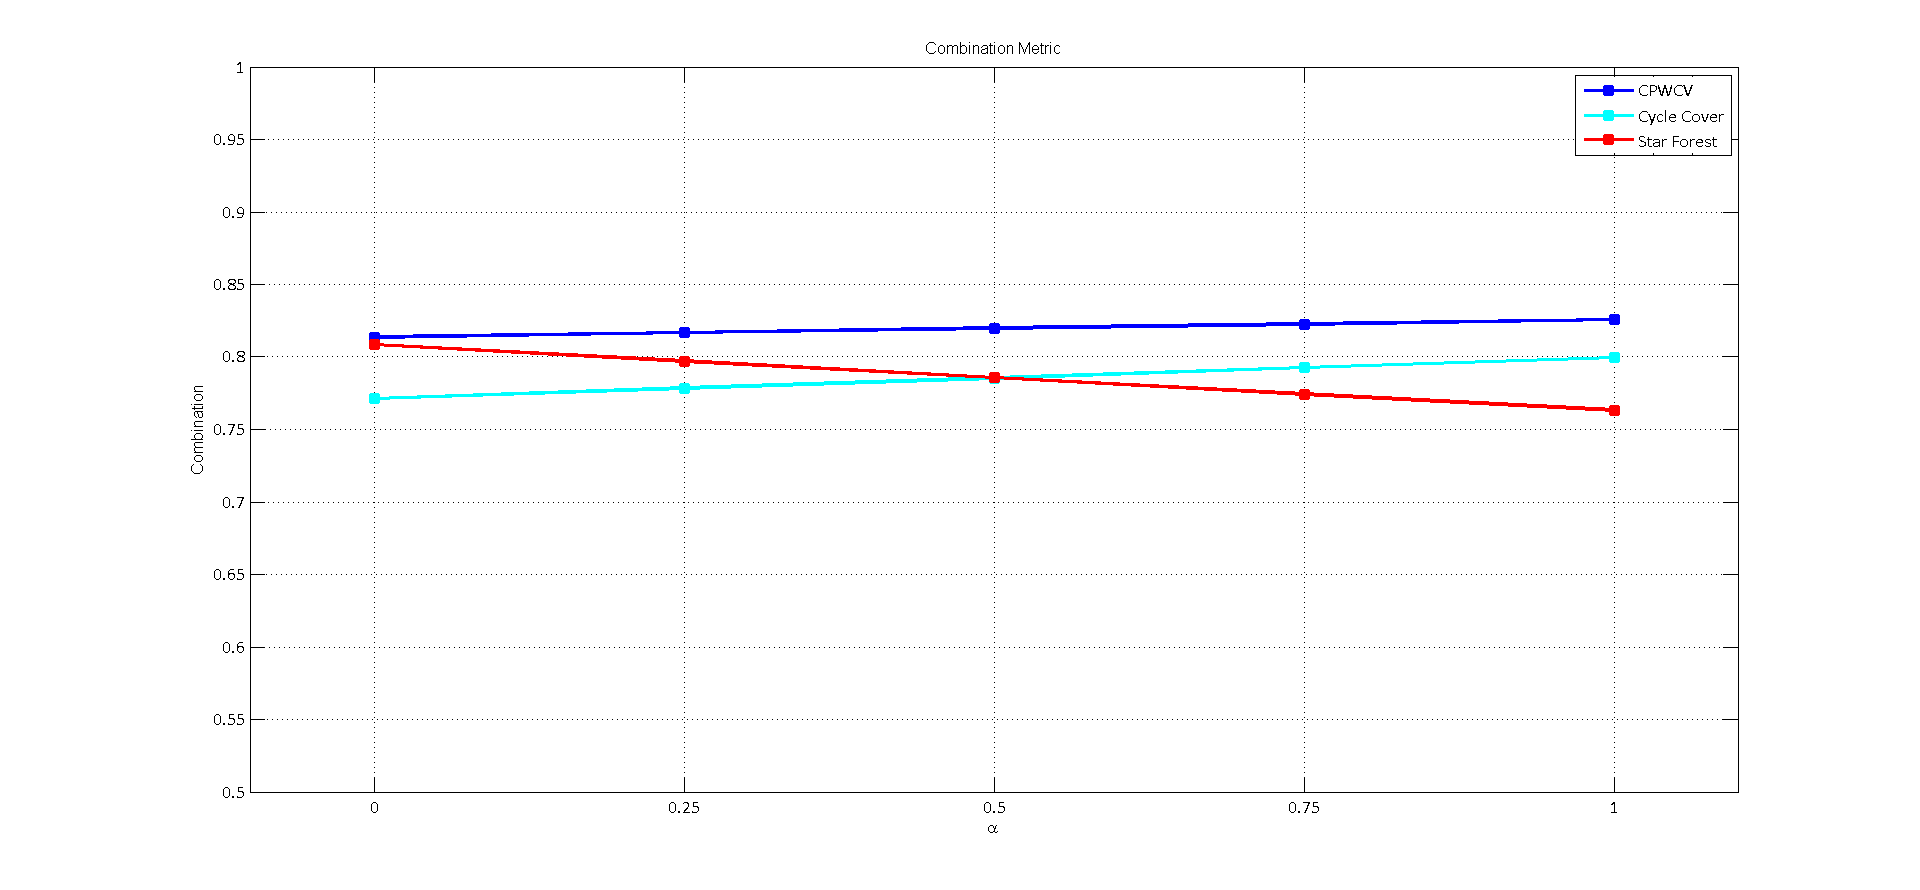 Combination Metric
1
0.95
0.9
0.85
0.8
0.75
0.7
0.65
0.6
0.55
0.5
Combination
CPWCV
Cycle Cover
Star Forest
0 0.25 0.5 0.75 1
α